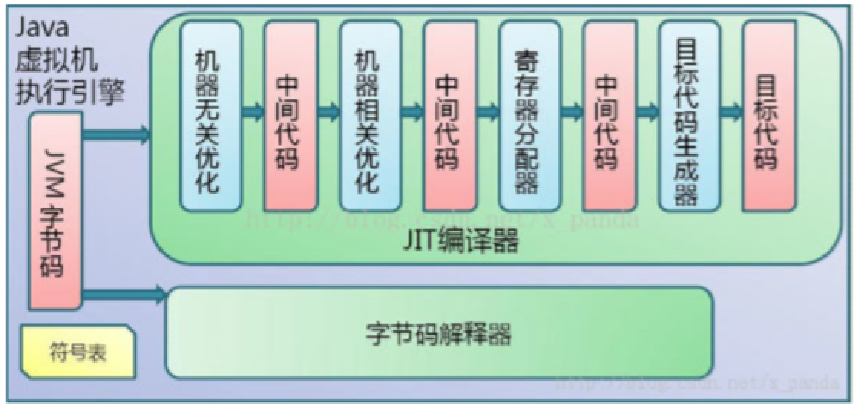 Java
虚拟机
执行引擎
JVM字节码
符号表
机器无关优化
中间代码
机器相关优化
中间代码
寄存器分配器
中间代码
目标代码生成器
目标代码
http://blog.csdn.net/x_panda
JIT编译器
字节码解释器
http://blog.csdn.net/x_panda